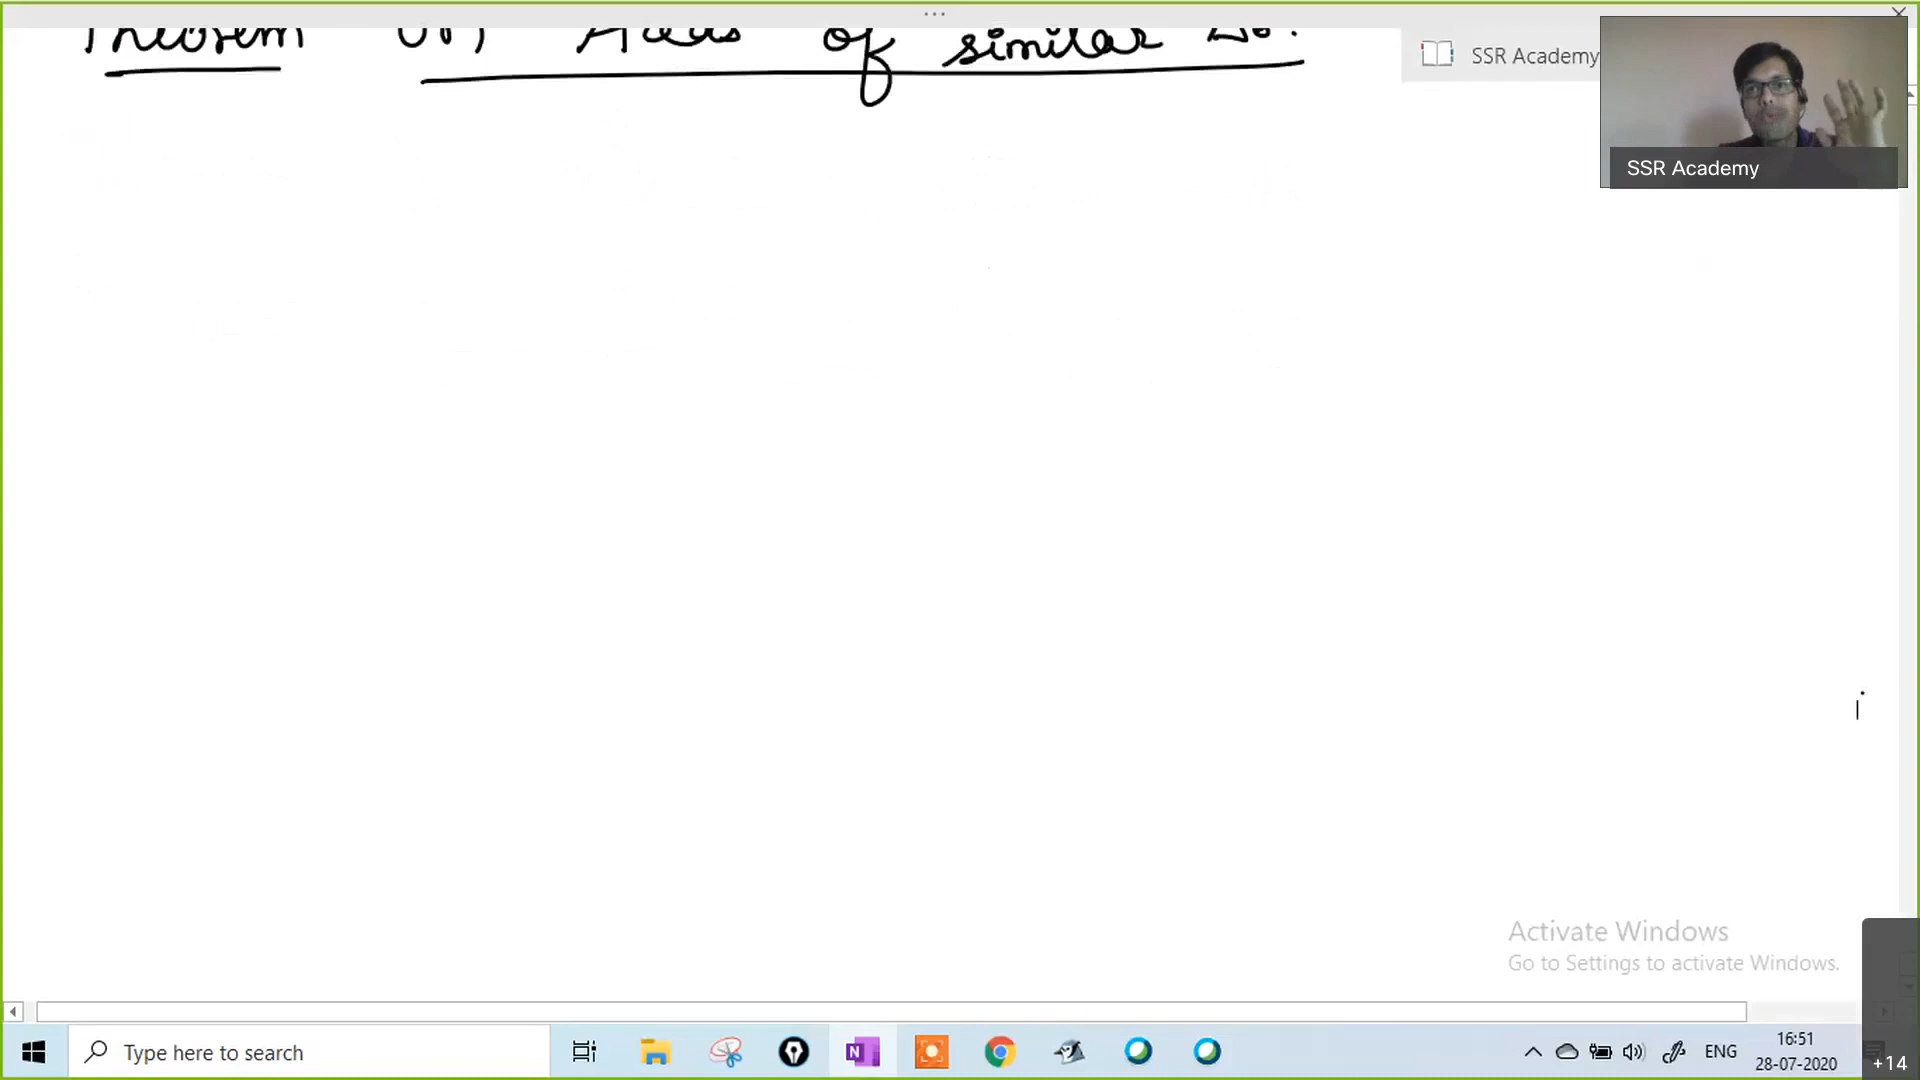 Theorem on Areas of similar Δs.
SSR Academy
SSR Academy
Activate Windows
Go to Settings to activate Windows.
Type here to search
ENG
16:51
28-07-2020
+14